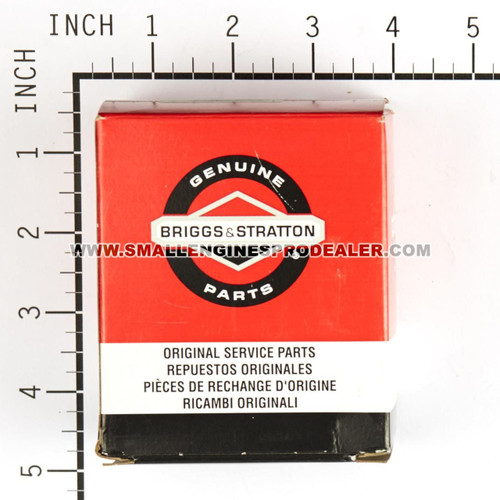 INCH 1 2 3 4 5
INCH
1
2
3
4
5
GENUINE
BRIGGS & STRATTON
WWW.SMALLENGINESPRODEALER.COM
PARTS
ORIGINAL SERVICE PARTS
REPUESTOS ORIGINALES
PIÈCES DE RECHANGE D'ORIGINE
RICAMBI ORIGINALI